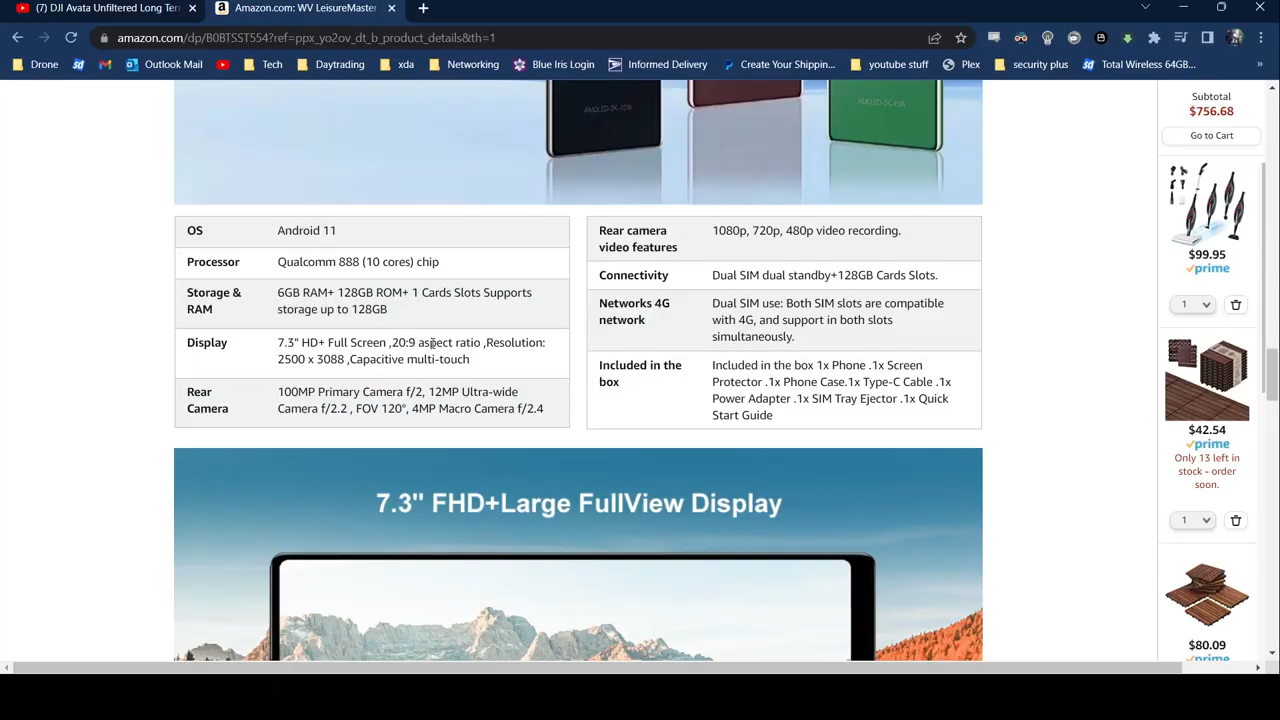 (7) DJI Avata Unfiltered Long Terr
Amazon.com: WV LeisureMaster
amazon.com/dp/B0BTSST554?ref=ppx_yo2ov_dt_b_product_details&th=1
Drone
Outlook Mail
Tech
Daytrading
xda
Networking
Blue Iris Login
Informed Delivery
Create Your Shippin...
youtube stuff
Plex
security plus
Total Wireless 64GB...
»
AMOLED-2K-45W
AMOLED-2K-45W
OS Android 11
Processor Qualcomm 888 (10 cores) chip
Storage & RAM 6GB RAM+ 128GB ROM+ 1 Cards Slots Supports
storage up to 128GB
Display 7.3" HD+ Full Screen ,20:9 aspect ratio ,Resolution:
2500 x 3088 ,Capacitive multi-touch
Rear Camera 100MP Primary Camera f/2, 12MP Ultra-wide
Camera f/2.2 , FOV 120°, 4MP Macro Camera f/2.4
Rear camera video features 1080p, 720p, 480p video recording.
Connectivity Dual SIM dual standby+128GB Cards Slots.
Networks 4G network Dual SIM use: Both SIM slots are compatible
with 4G, and support in both slots
simultaneously.
Included in the box Included in the box 1x Phone .1x Screen
Protector .1x Phone Case.1x Type-C Cable .1x
Power Adapter .1x SIM Tray Ejector .1x Quick
Start Guide
7.3" FHD+Large FullView Display
Subtotal
$756.68
Go to Cart
$99.95
prime
1
$42.54
prime
Only 13 left in
stock - order
soon.
1
$80.09
prime